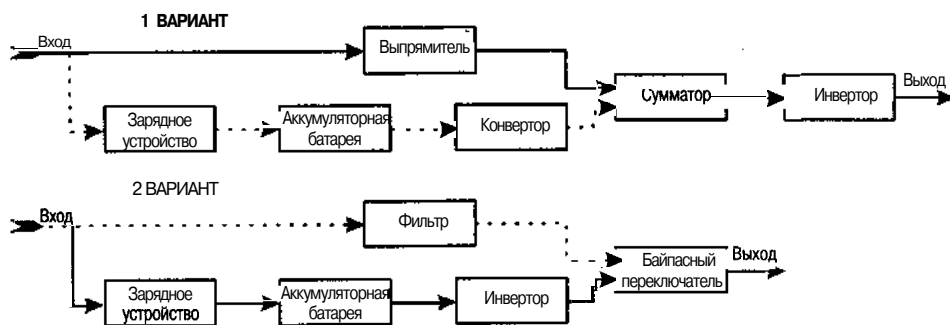 1 ВАРИАНТ
Вход
Выпрямитель
Зарядное
устройство
Аккумуляторная
батарея
Конвертор
Сумматор
Инвертор
Выход
2 ВАРИАНТ
Вход
Фильтр
Зарядное
устройство
Аккумуляторная
батарея
Инвертор
Байпасный
переключатель
Выход